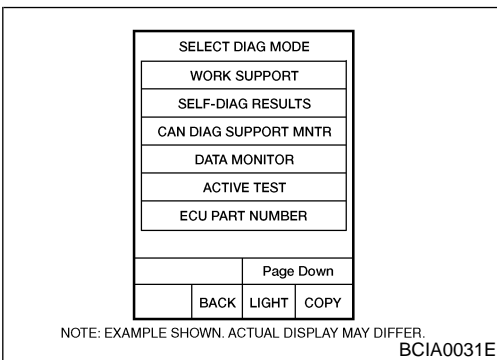 SELECT DIAG MODE
WORK SUPPORT
SELF-DIAG RESULTS
CAN DIAG SUPPORT MNTR
DATA MONITOR
ACTIVE TEST
ECU PART NUMBER
Page Down
BACK LIGHT COPY
NOTE: EXAMPLE SHOWN. ACTUAL DISPLAY MAY DIFFER.
BCIA0031E